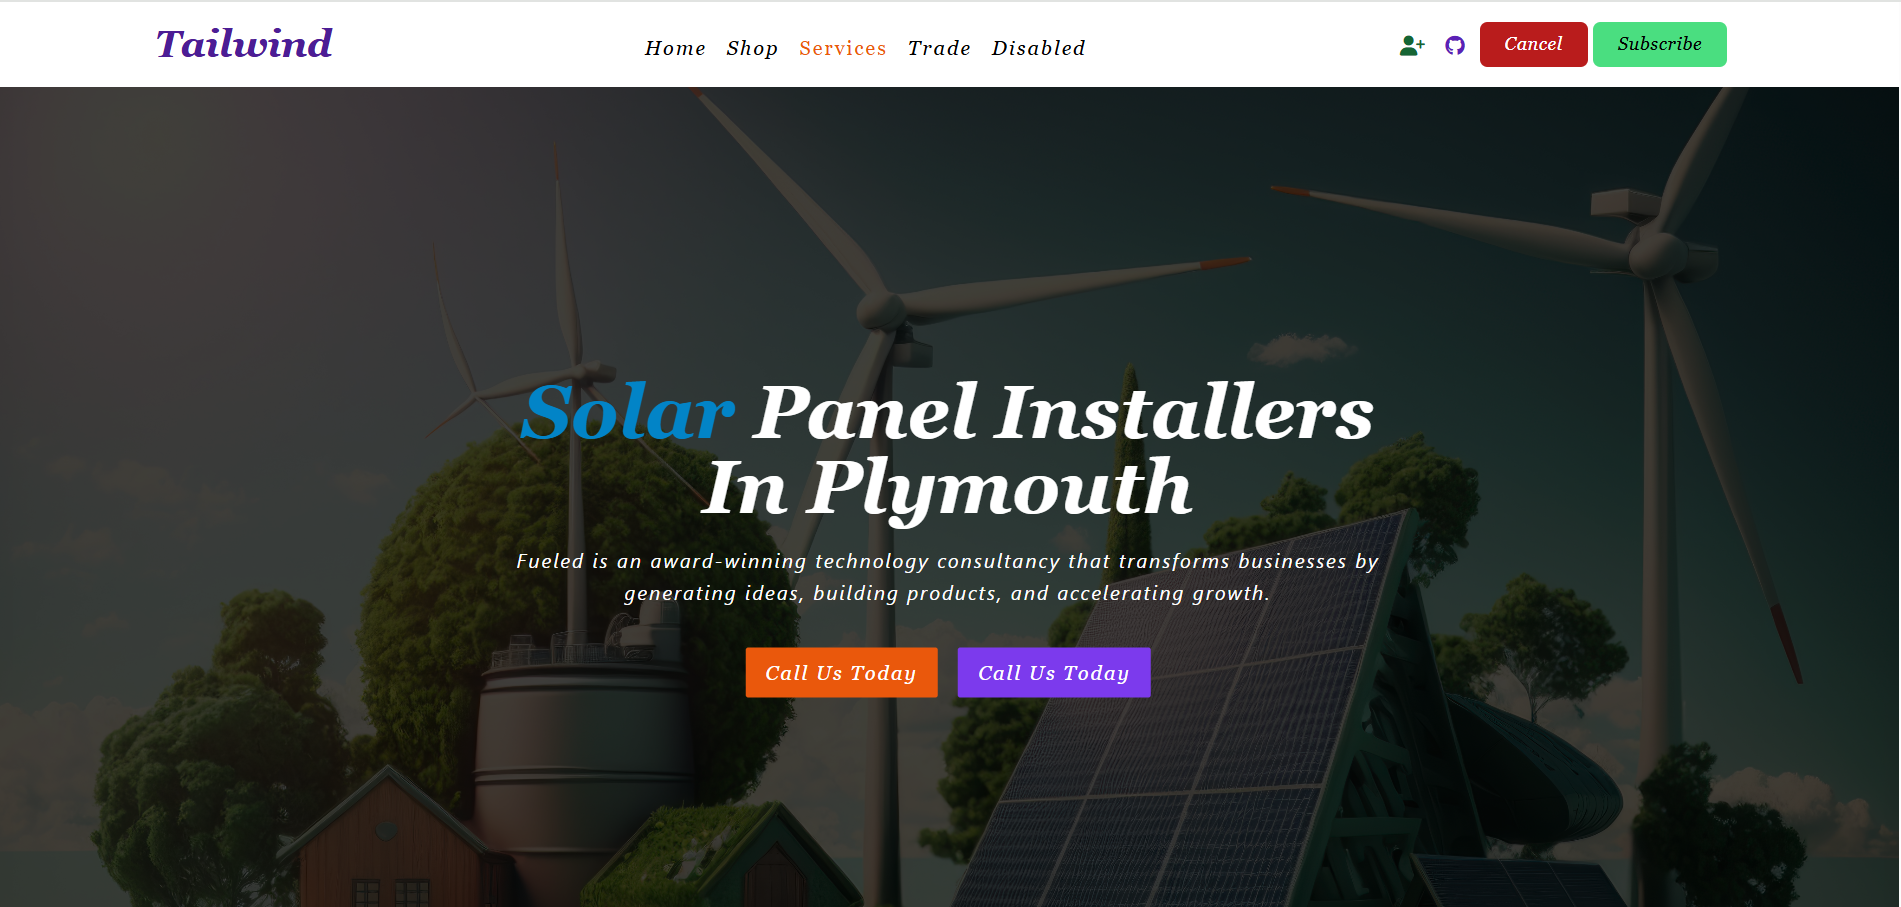 Tailwind
Home Shop Services Trade Disabled
Cancel Subscribe
Solar Panel Installers
In Plymouth
Fueled is an award-winning technology consultancy that transforms businesses by
generating ideas, building products, and accelerating growth.
Call Us Today Call Us Today